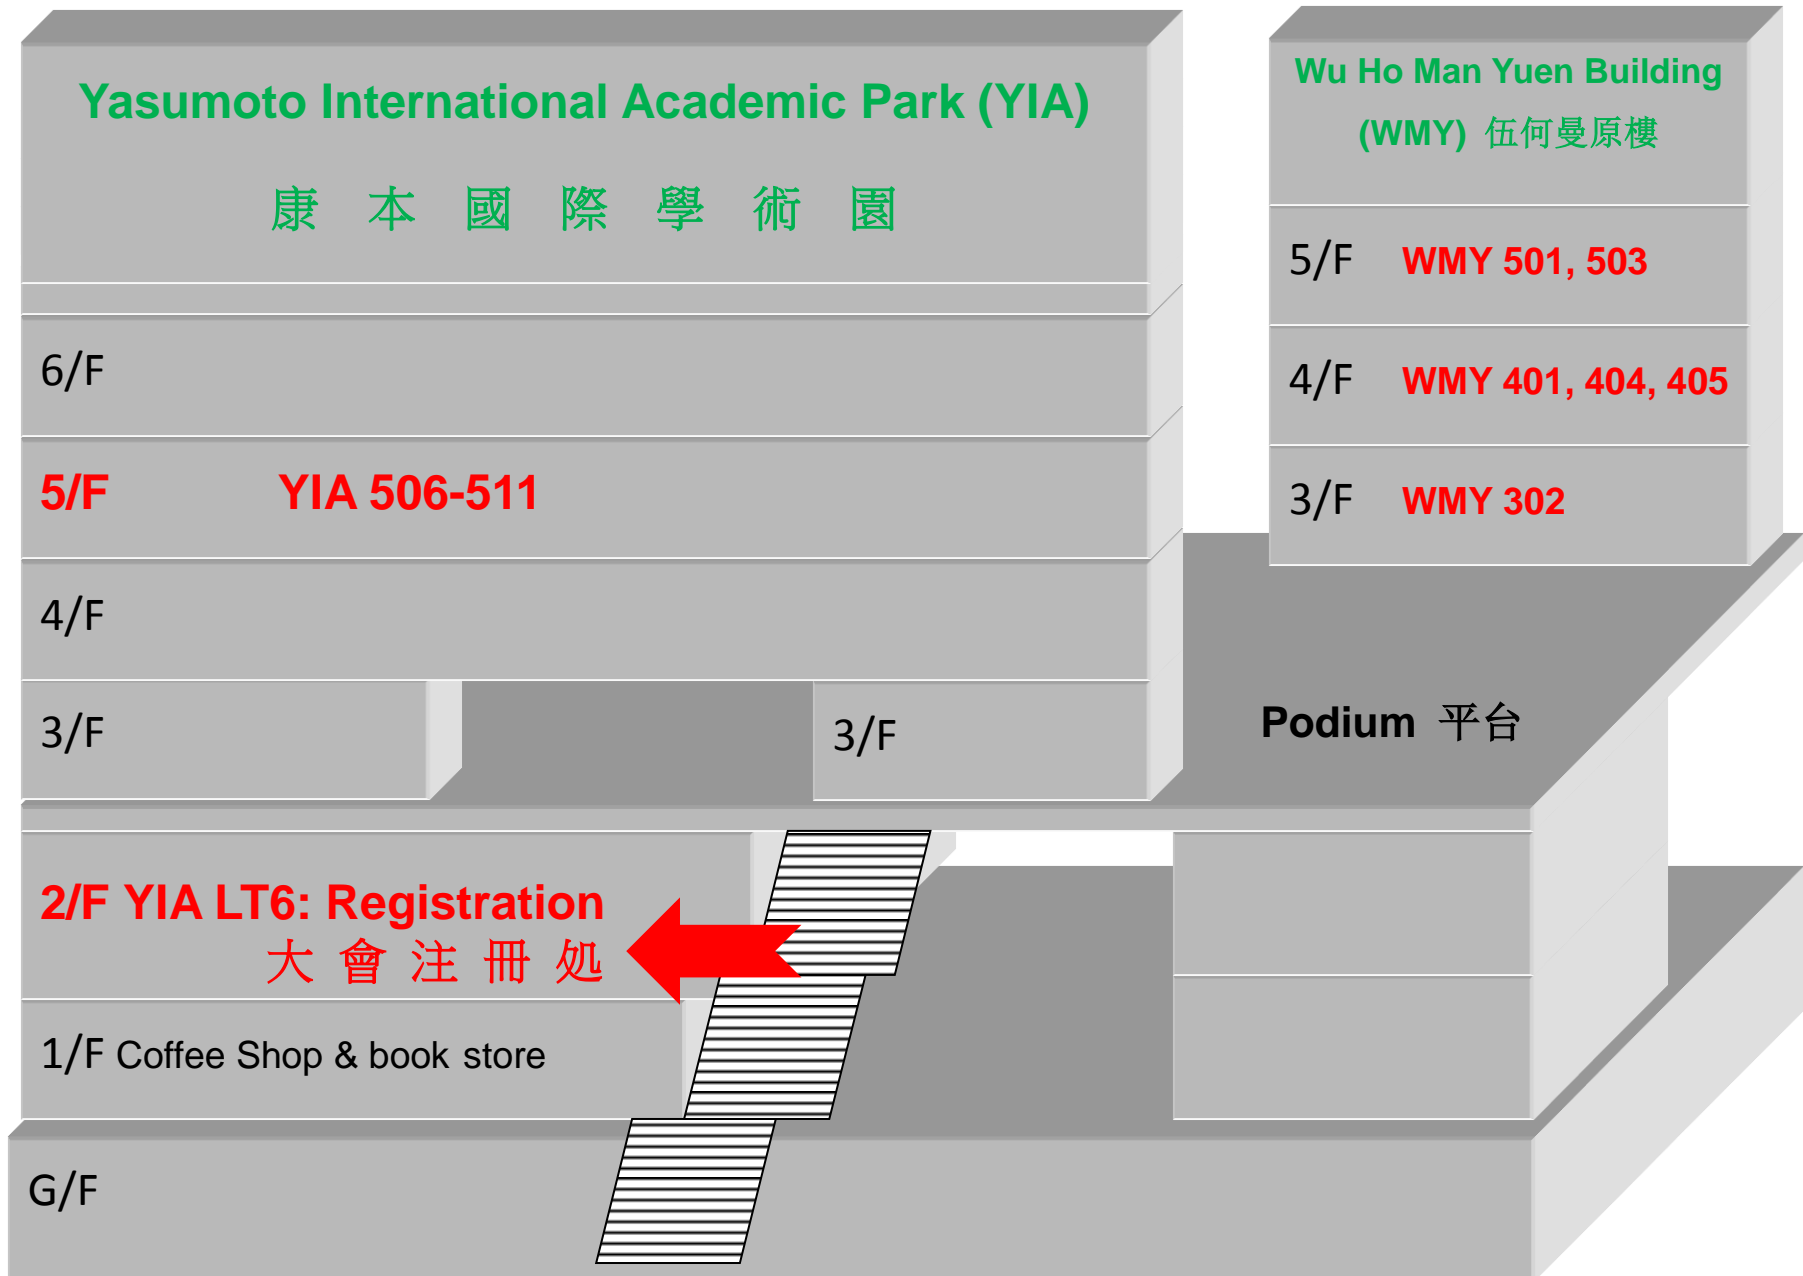 Yasumoto International Academic Park (YIA)
康 本 國 際 學 術 園
6/F
5/F YIA 506-511
4/F
3/F
3/F
2/F YIA LT6: Registration
大 會 注 冊 処
1/F Coffee Shop & book store
G/F
Wu Ho Man Yuen Building
(WMY) 伍何曼原樓
5/F WMY 501, 503
4/F WMY 401, 404, 405
3/F WMY 302
Podium 平台